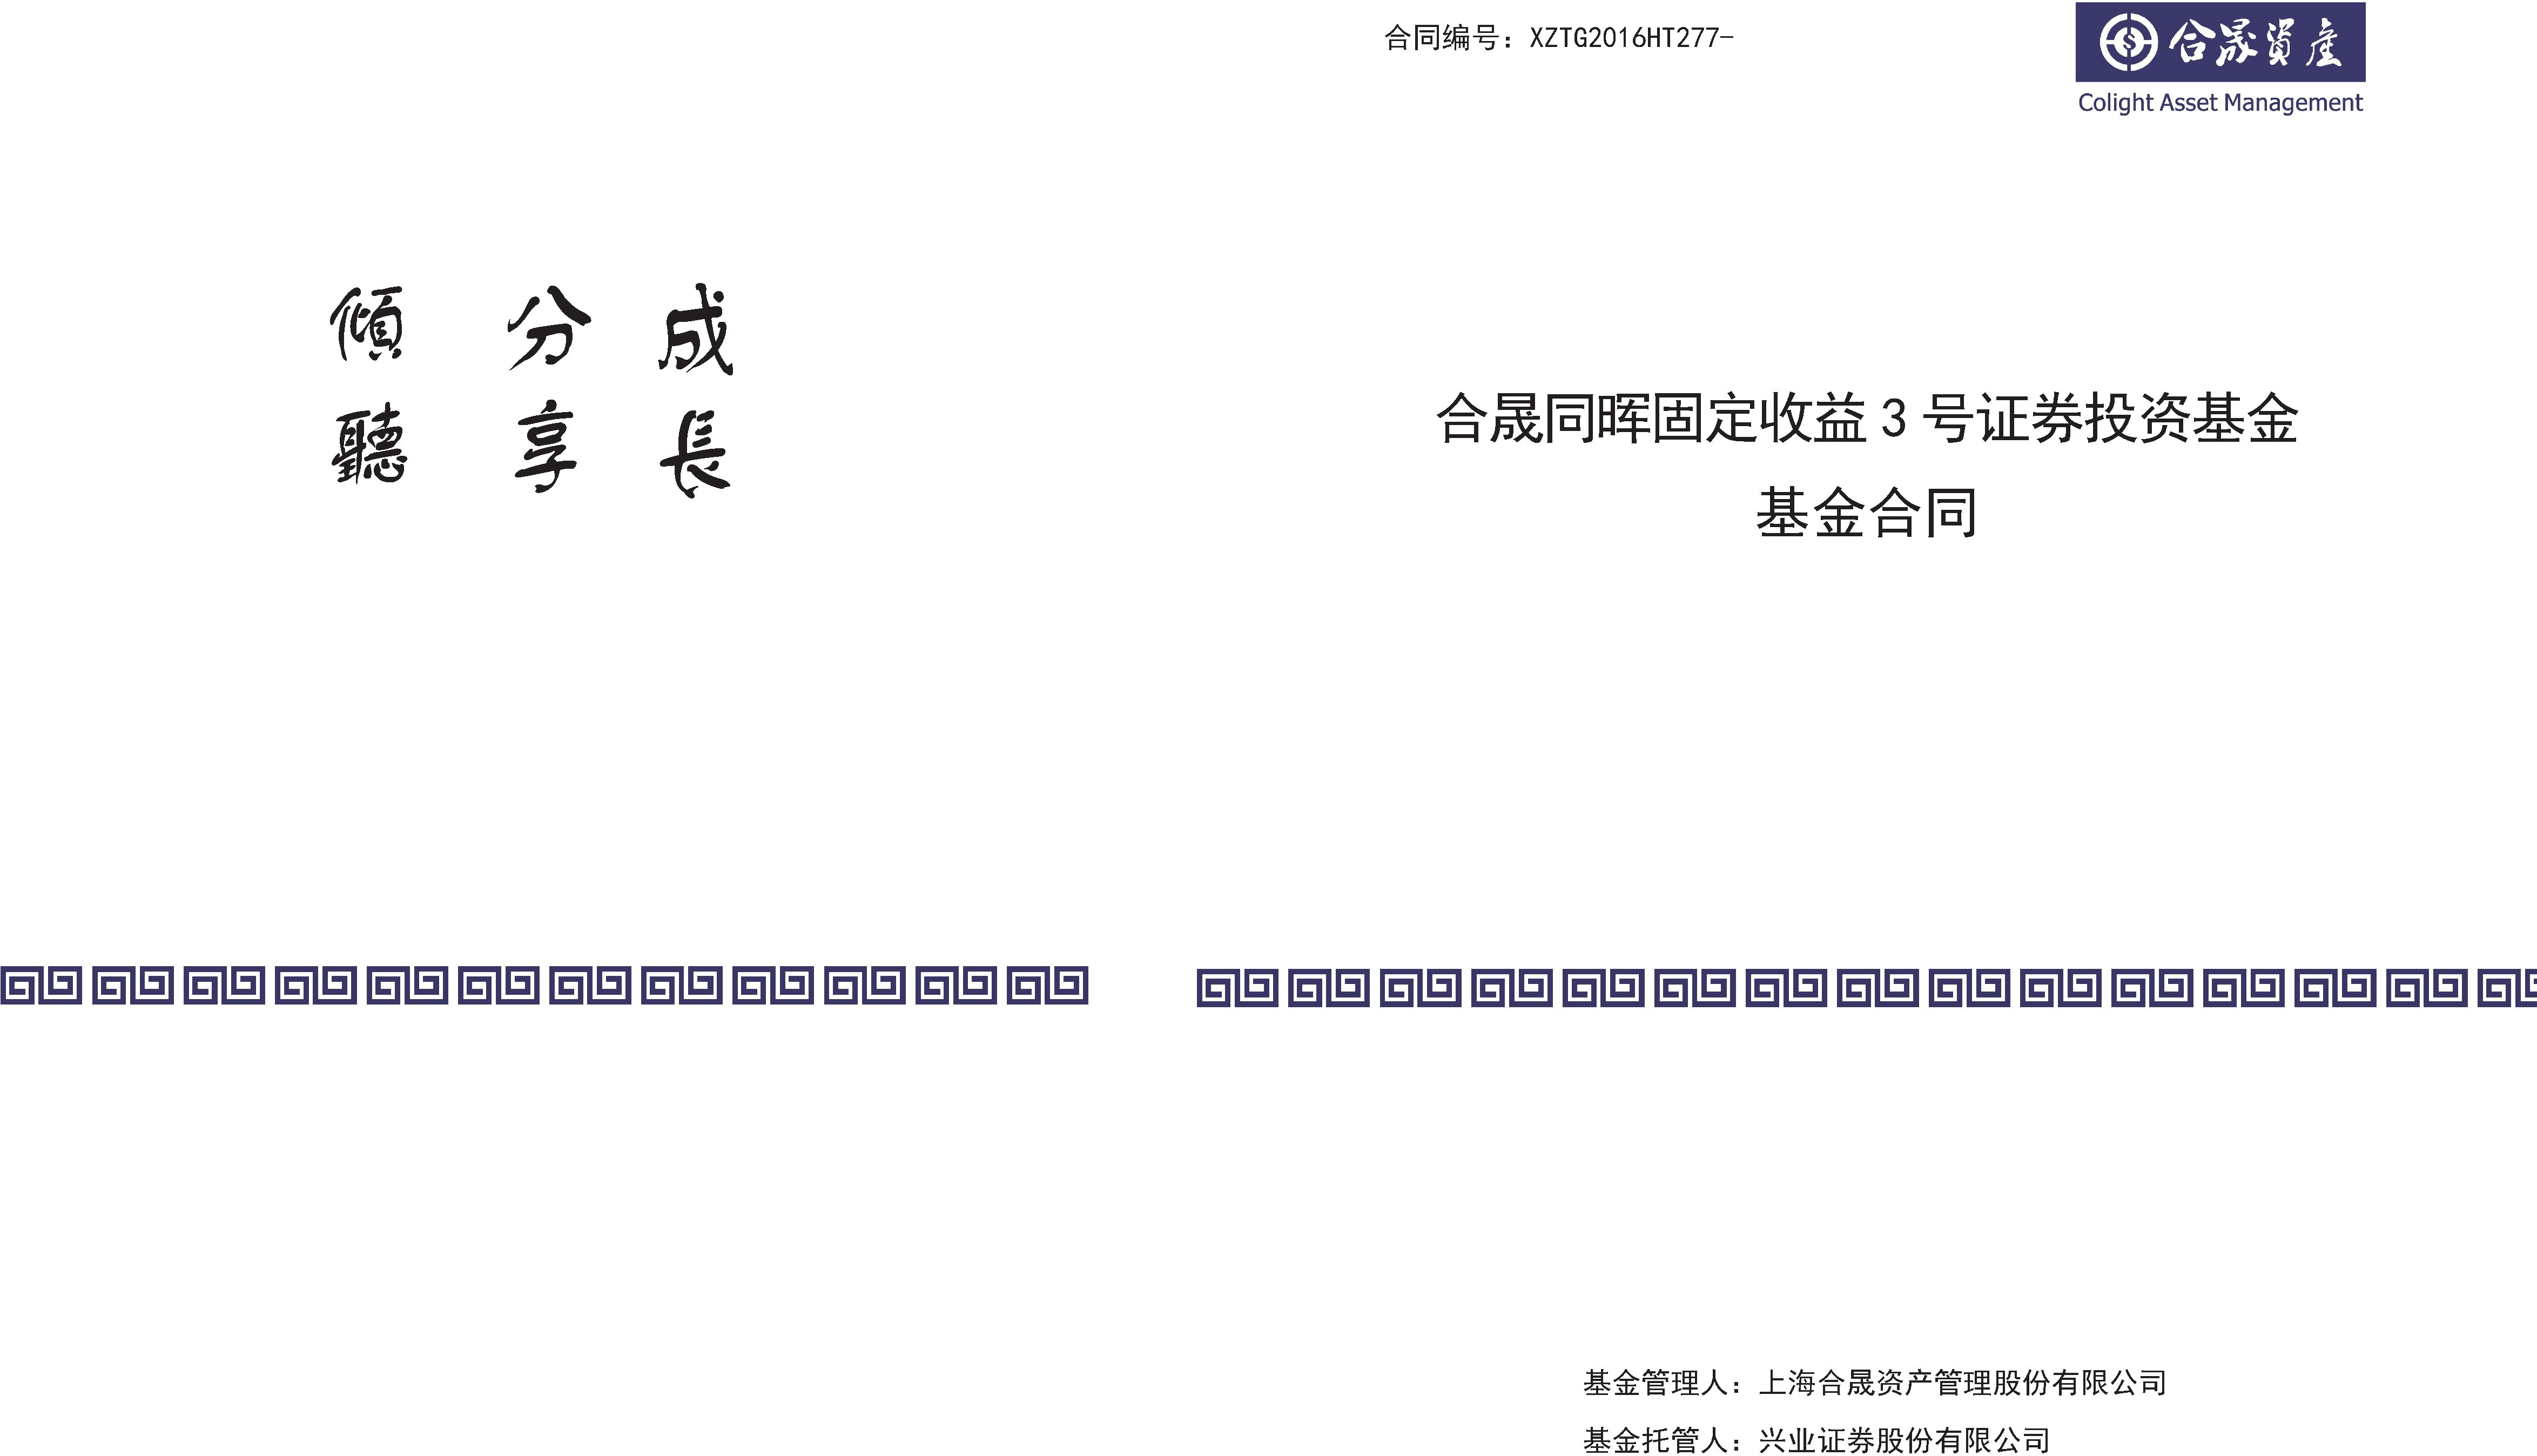 傾 分 成
聽 享 長
合同编号：XZTG2016HT277-
合晟資產
Colight Asset Management
合晟同晖固定收益 3 号证券投资基金
基金合同
基金管理人：上海合晟资产管理股份有限公司
基金托管人：兴业证券股份有限公司